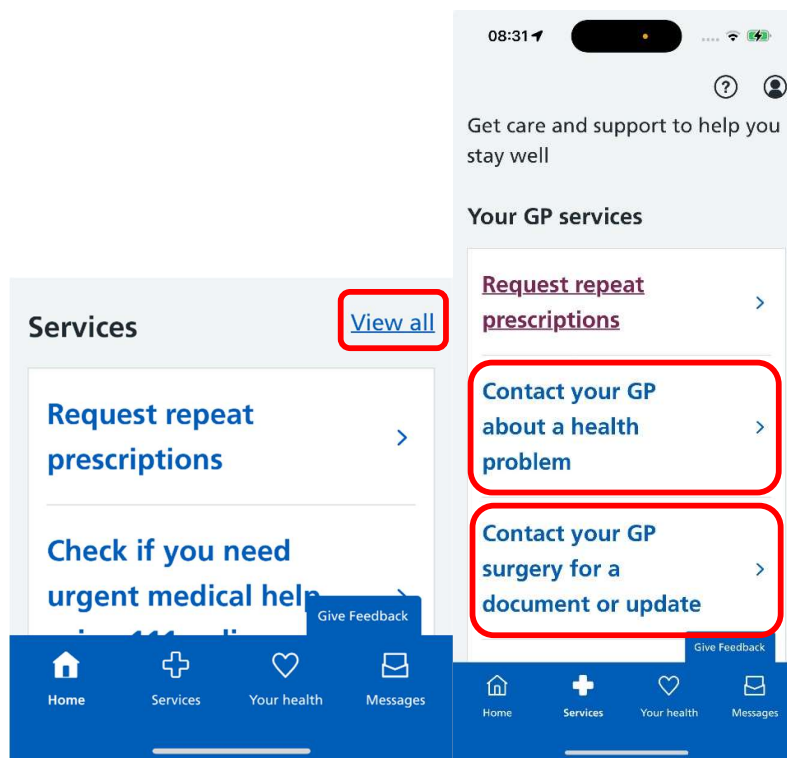 Services
View all
Request repeat
prescriptions
Check if you need
urgent medical help
Give Feedback
Home
Services
Your health
Messages
08:31
Get care and support to help you
stay well
Your GP services
Request repeat
prescriptions
Contact your GP
about a health
problem
Contact your GP
surgery for a
document or update
Give Feedback
Home
Services
Your health
Messages